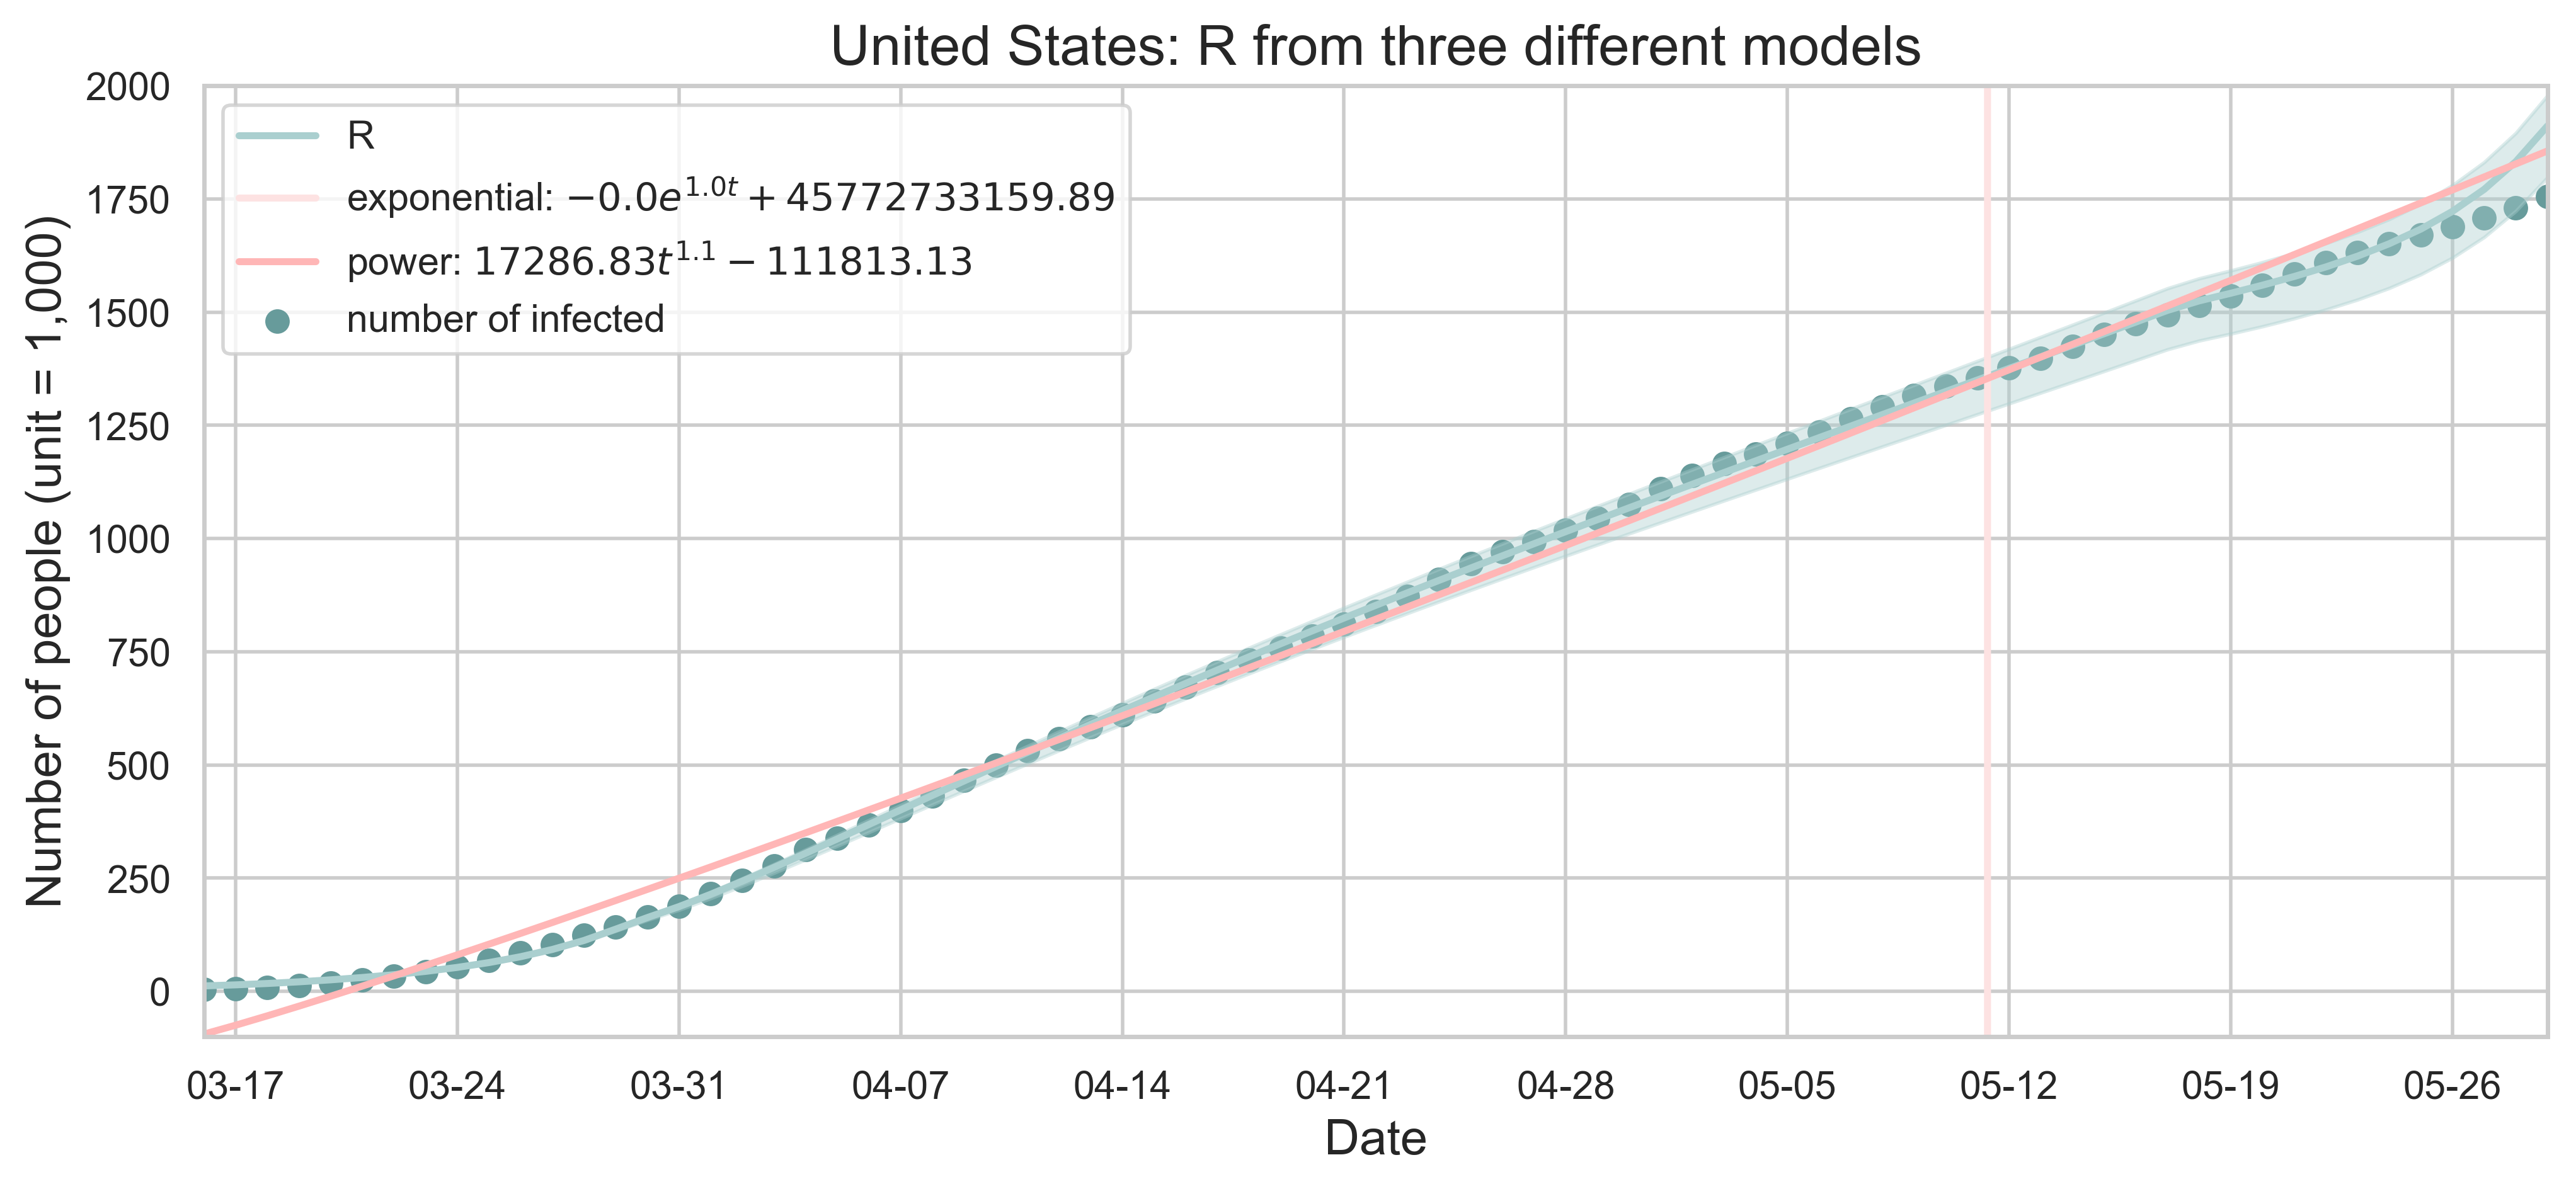 United States: R from three different models
Number of people (unit = 1,000)
2000
1750
1500
1250
1000
750
500
250
0
R
exponential: −0.0e^{1.0t} + 45772733159.89
power: 17286.83t^{1.1} − 111813.13
number of infected
03-17 03-24 03-31 04-07 04-14 04-21 04-28 05-05 05-12 05-19 05-26
Date